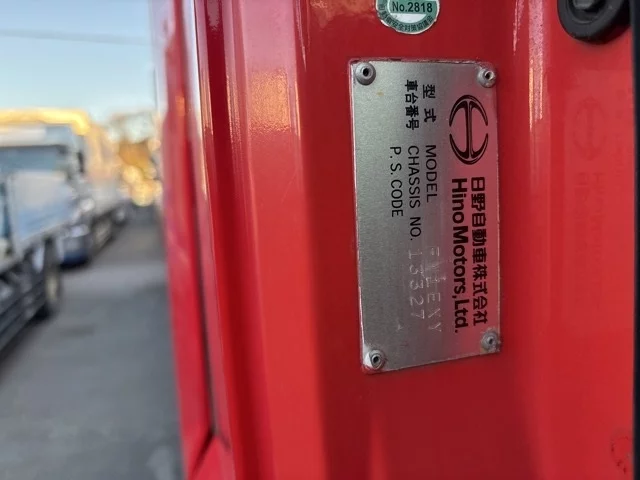 No.2818
日野自動車株式会社
Hino Motors, Ltd.
型式 MODEL
車台番号 CHASSIS NO. 13327
P.S.CODE